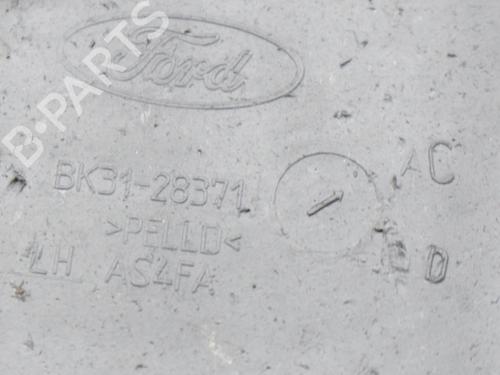 Ford
B-PARTS
BK31-28371
>PELLD<
LH AS4FA
AC
D